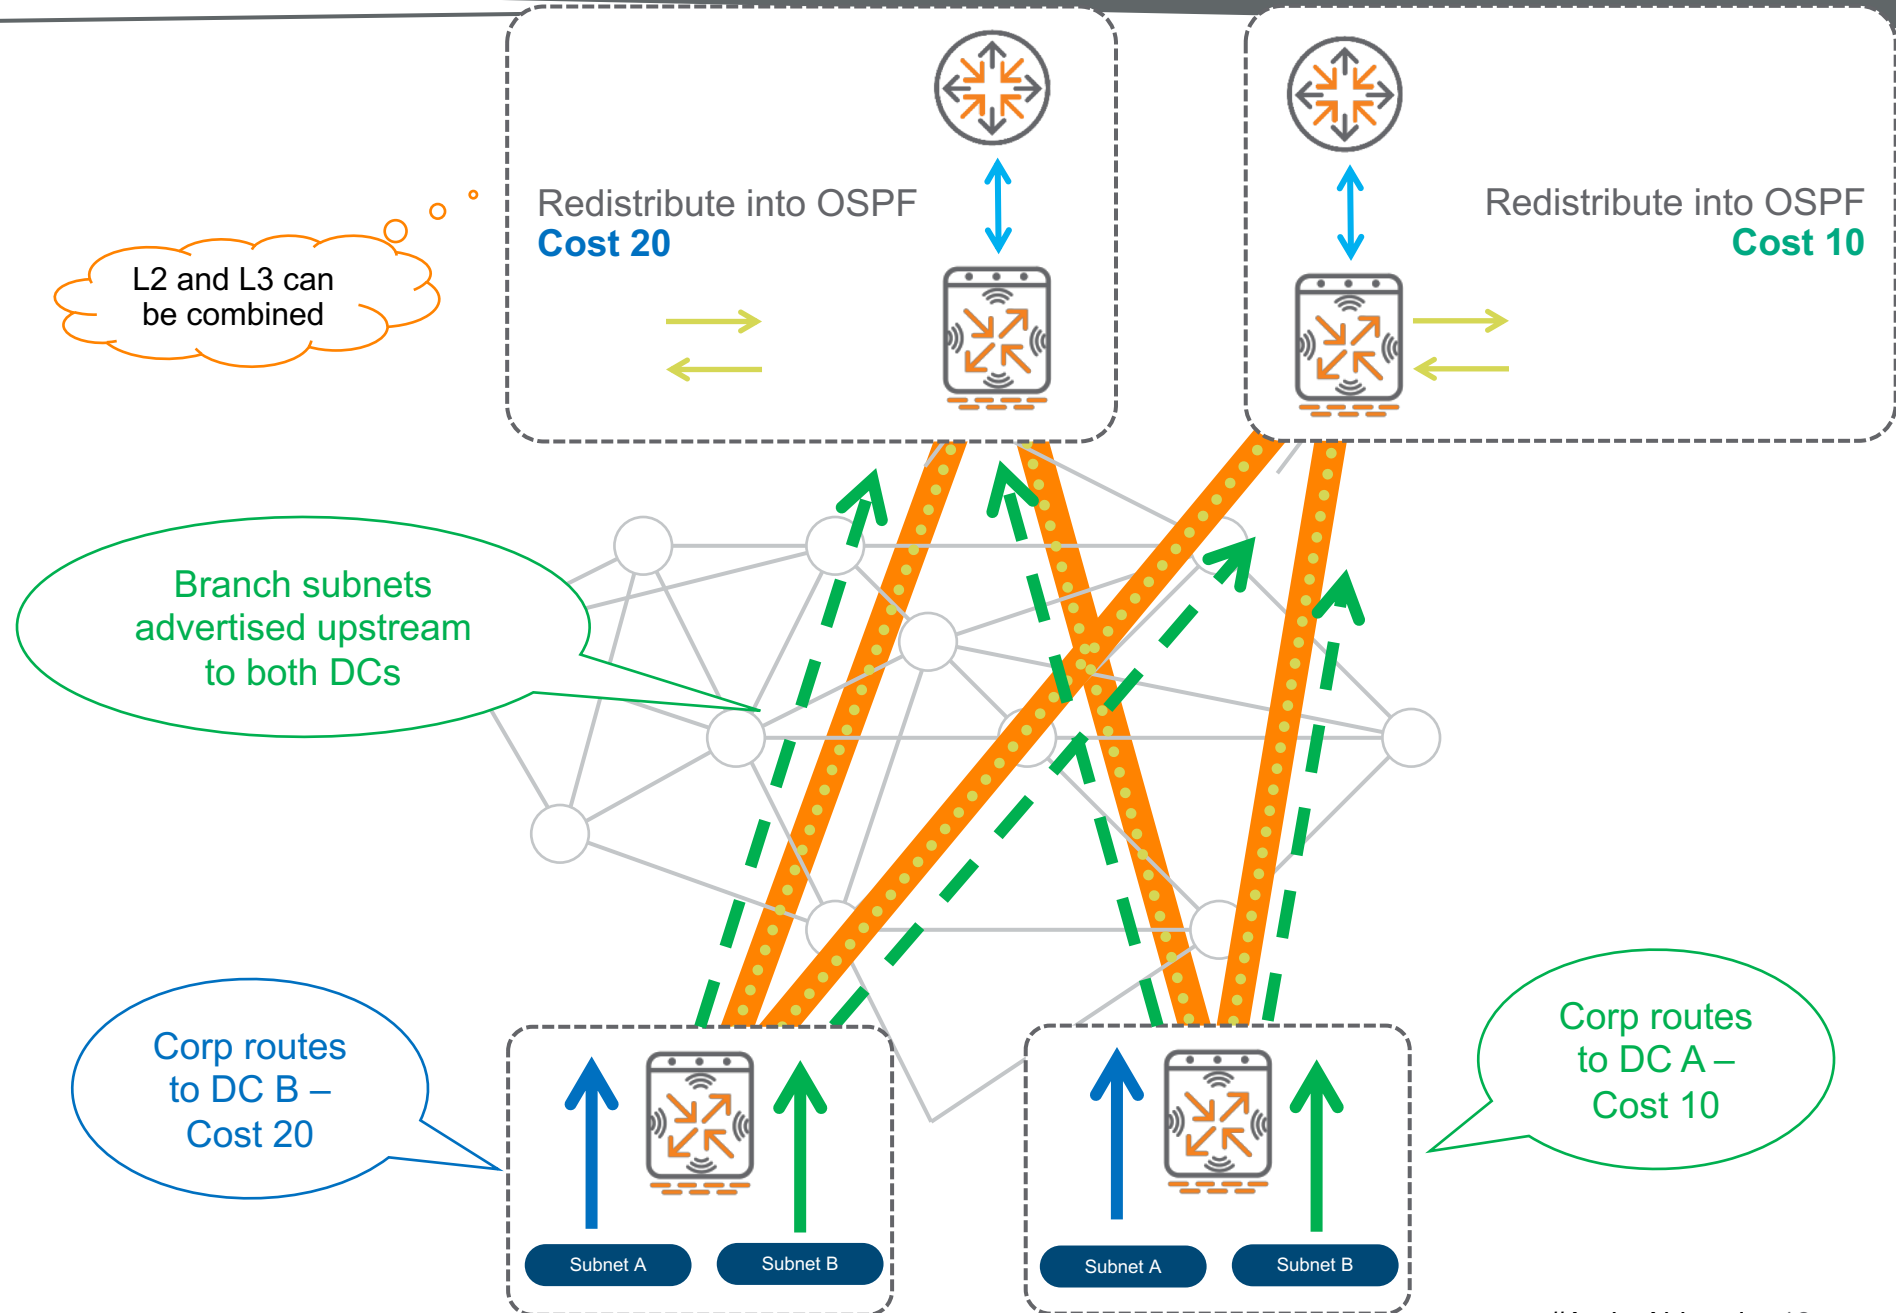 Redistribute into OSPF
Cost 20
Redistribute into OSPF
Cost 10
L2 and L3 can
be combined
Branch subnets
advertised upstream
to both DCs
Corp routes
to DC B –
Cost 20
Corp routes
to DC A –
Cost 10
Subnet A
Subnet B
Subnet A
Subnet B